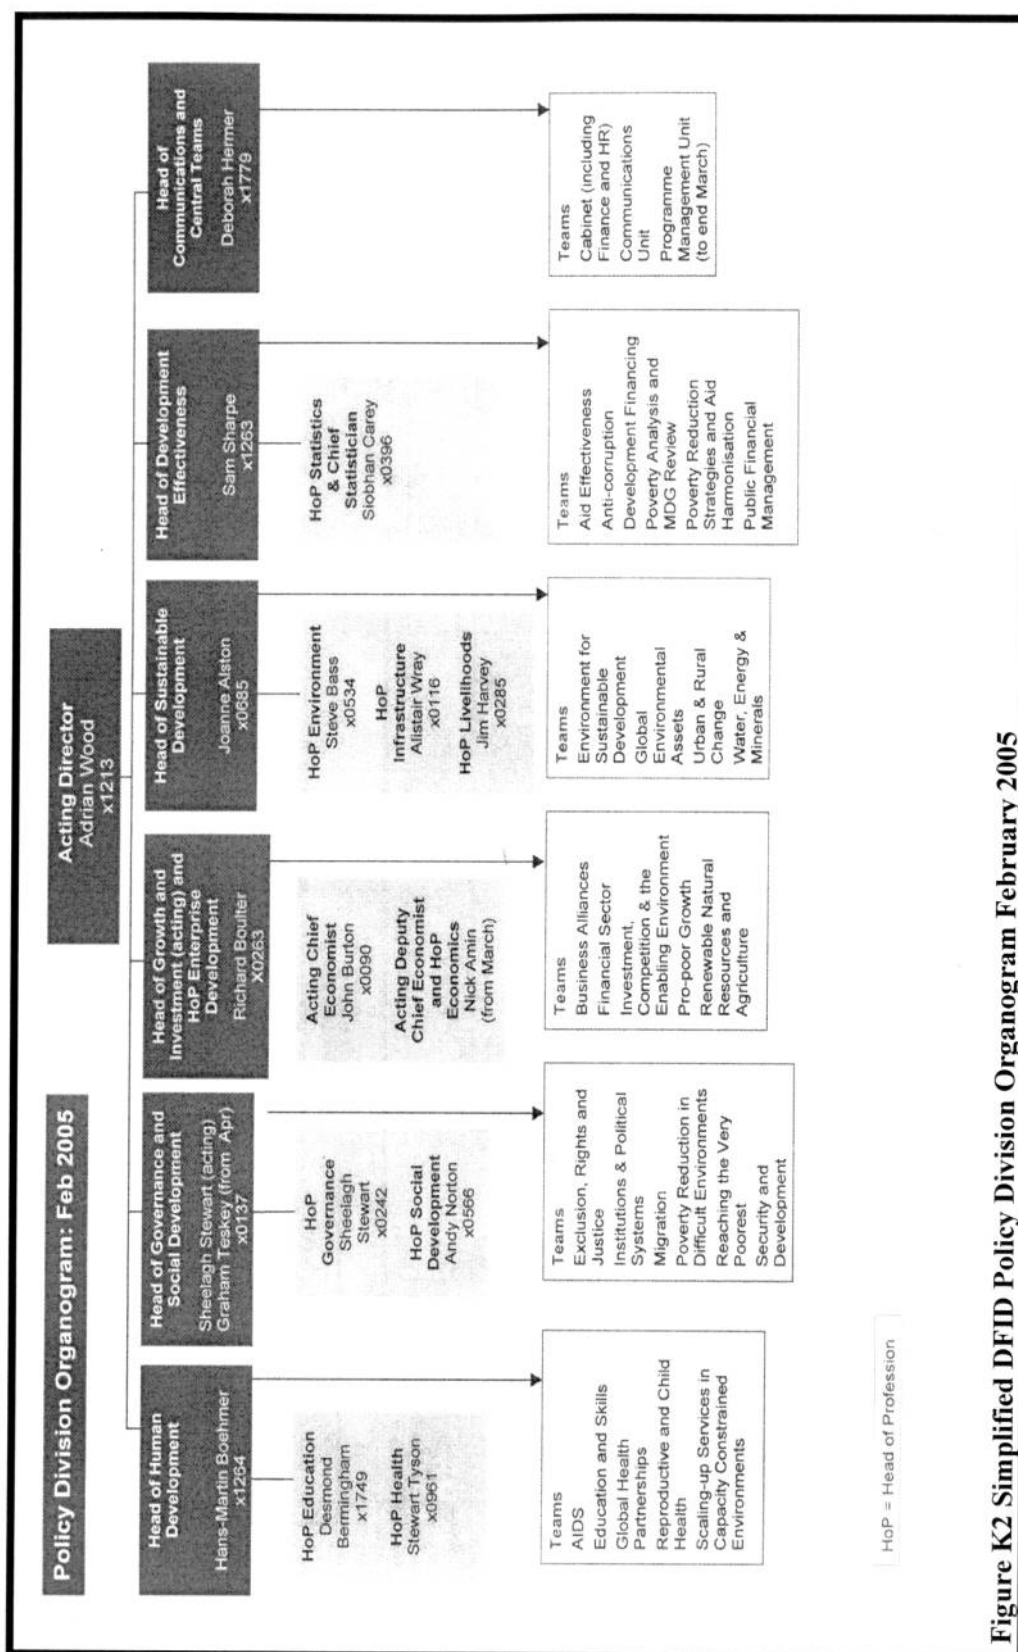 Policy Division Organogram: Feb 2005
Acting Director
Adrian Wood
x1213
Head of Human
Development
Hans-Martin Boehmer
x1264
HoP Education
Desmond
Bermingham
x1749
HoP Health
Stewart Tyson
x0961
Teams
AIDS
Education and Skills
Global Health
Partnerships
Reproductive and Child
Health
Scaling-up Services in
Capacity Constrained
Environments
Head of Governance and
Social Development
Sheelagh Stewart (acting)
Graham Teskey (from Apr)
x0137
HoP
Governance
Sheelagh
Stewart
x0242
HoP Social
Development
Andy Norton
x0566
Teams
Exclusion, Rights and
Justice
Institutions & Political
Systems
Migration
Poverty Reduction in
Difficult Environments
Reaching the Very
Poorest
Security and
Development
Head of Growth and
Investment (acting) and
HoP Enterprise
Development
Richard Boulter
x0263
Acting Chief
Economist
John Burton
x0090
Acting Deputy
Chief Economist
and HoP
Economics
Nick Amin
(from March)
Teams
Business Alliances
Financial Sector
Investment,
Competition & the
Enabling Environment
Pro-poor Growth
Renewable Natural
Resources and
Agriculture
Head of Sustainable
Development
Joanne Alston
x0685
HoP Environment
Steve Bass
x0534
HoP
Infrastructure
Alistair Wray
x0116
HoP Livelihoods
Jim Harvey
x0285
Teams
Environment for
Sustainable
Development
Global
Environmental
Assets
Urban & Rural
Change
Water, Energy &
Minerals
Head of Development
Effectiveness
Sam Sharpe
x1263
HoP Statistics
& Chief
Statistician
Siobhan Carey
x0396
Teams
Aid Effectiveness
Anti-corruption
Development Financing
Poverty Analysis and
MDG Review
Poverty Reduction
Strategies and Aid
Harmonisation
Public Financial
Management
Head of
Communications and
Central Teams
Deborah Hermer
x1779
Teams
Cabinet (including
Finance and HR)
Communications
Unit
Programme
Management Unit
(to end March)
HoP = Head of Profession
Figure K2 Simplified DFID Policy Division Organogram February 2005